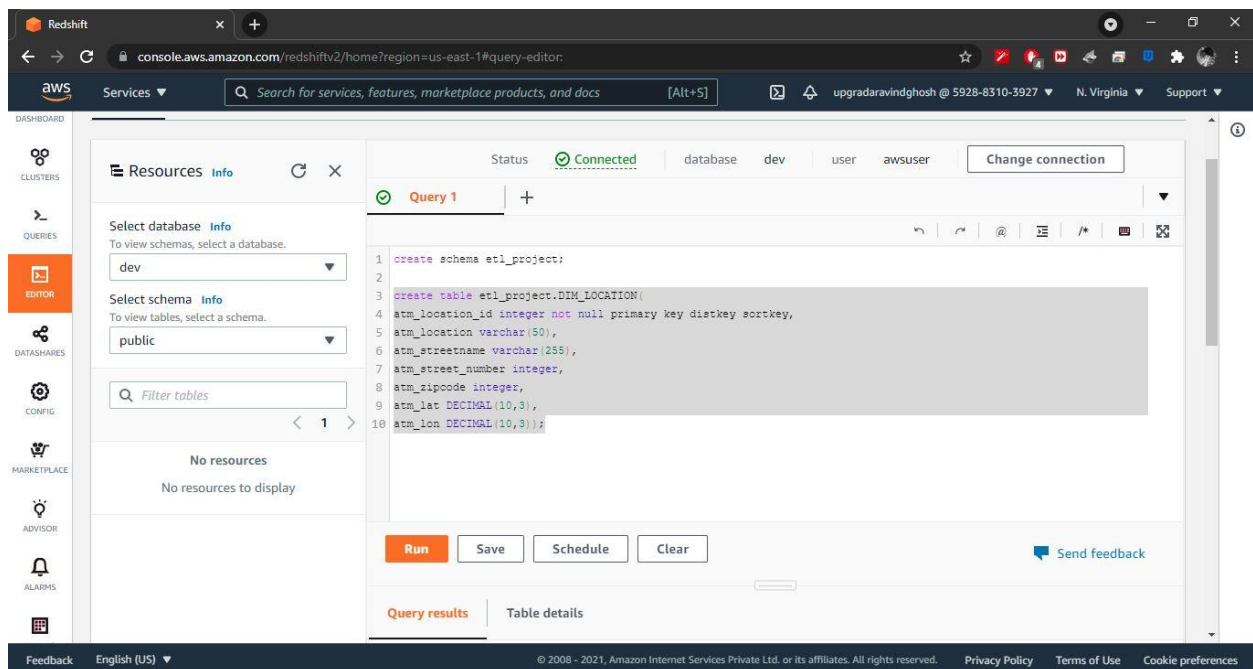 Redshift
console.aws.amazon.com/redshiftv2/home?region=us-east-1#query-editor:
4
aws
Services ▼
Search for services, features, marketplace products, and docs [Alt+S]
upgradaravindghosh @ 5928-8310-3927 ▼
N. Virginia ▼
Support ▼
DASHBOARD
CLUSTERS
QUERIES
EDITOR
DATASHARES
CONFIG
MARKETPLACE
ADVISOR
ALARMS
Resources Info
Select database Info
To view schemas, select a database.
dev
Select schema Info
To view tables, select a schema.
public
Filter tables
< 1 >
No resources
No resources to display
Status Connected database dev user awsuser Change connection
Query 1 +
1 create schema etl_project;
2
3 create table etl_project.DIM_LOCATION(
4 atm_location_id integer not null primary key distkey sortkey,
5 atm_location varchar(50),
6 atm_streetname varchar(255),
7 atm_street_number integer,
8 atm_zipcode integer,
9 atm_lat DECIMAL(10,3),
10 atm_lon DECIMAL(10,3));
Run Save Schedule Clear
Send feedback
Query results Table details
Feedback English (US) ▼ © 2008 - 2021, Amazon Internet Services Private Ltd. or its affiliates. All rights reserved. Privacy Policy Terms of Use Cookie preferences